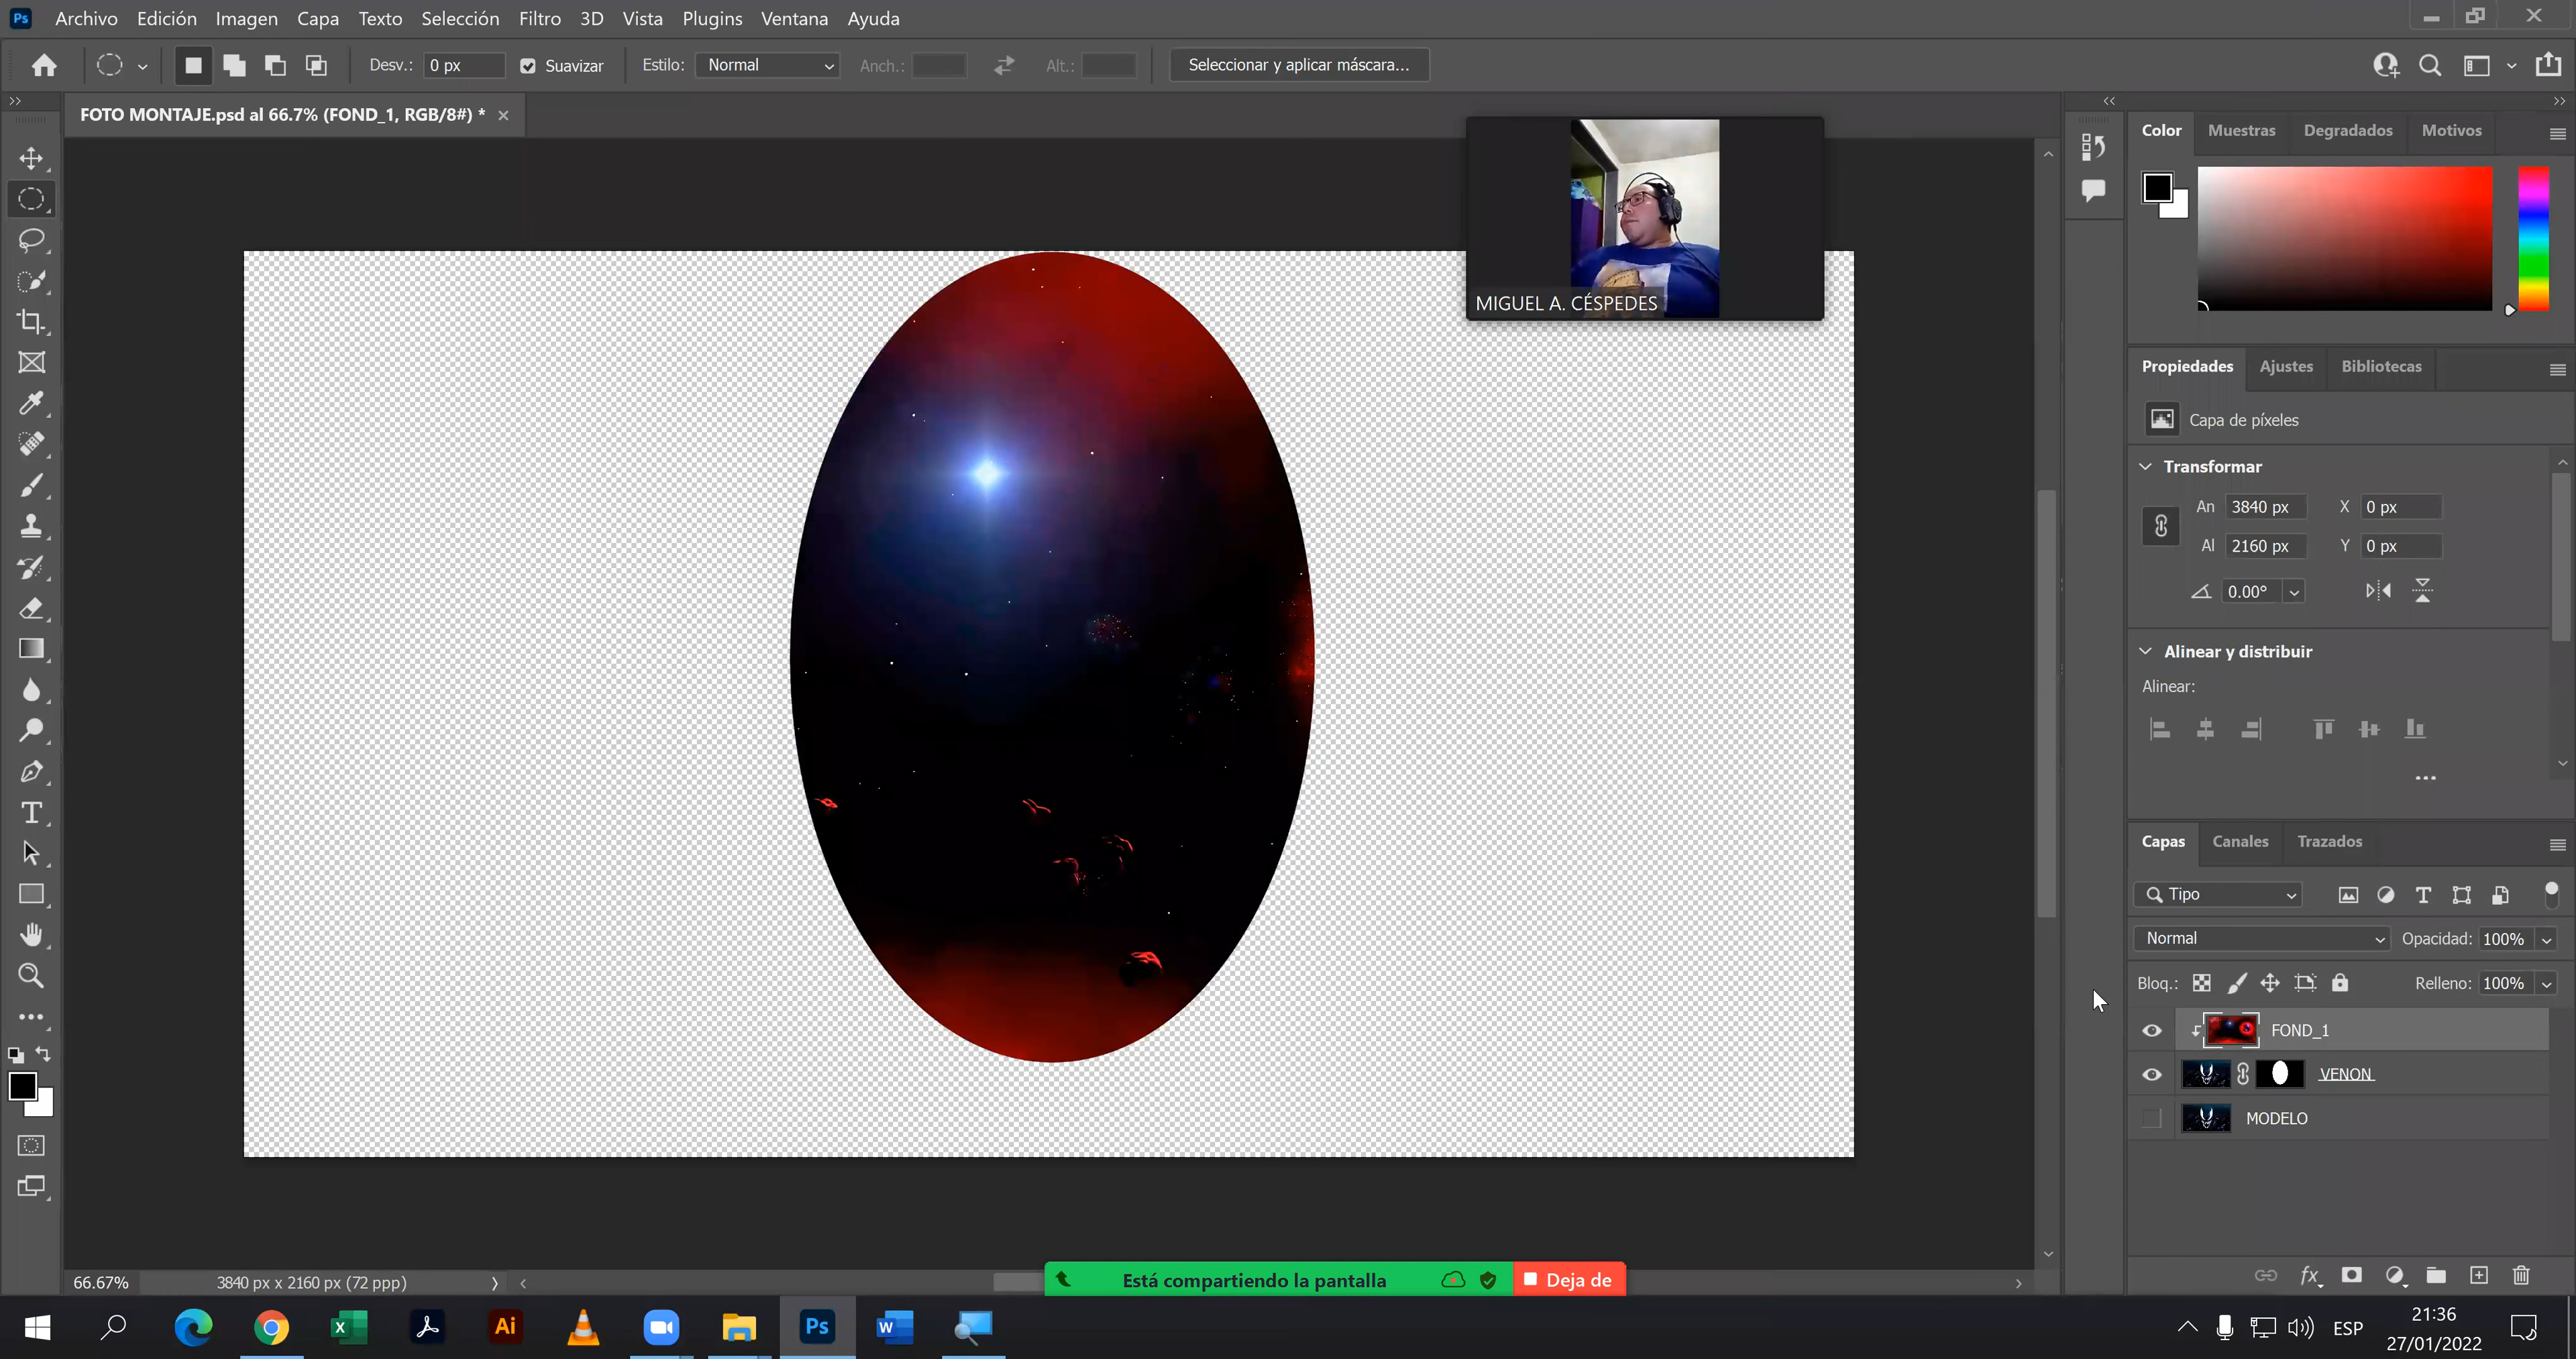 Ps Archivo Edición Imagen Capa Texto Selección Filtro 3D Vista Plugins Ventana Ayuda
Desv.: 0 px Suavizar Estilo: Normal Anch.: Alt.: Seleccionar y aplicar máscara...
FOTO MONTAJE.psd al 66.7% (FOND_1, RGB/8#) *
MIGUEL A. CÉSPEDES
Color Muestras Degradados Motivos
Propiedades Ajustes Bibliotecas
Capa de píxeles
Transformar
An 3840 px X 0 px
Al 2160 px Y 0 px
0.00°
Alinear y distribuir
Alinear:
Capas Canales Trazados
Tipo
Normal Opacidad: 100%
Bloq.: Relleno: 100%
FOND_1
VENON
MODELO
66.67% 3840 px x 2160 px (72 ppp)
Está compartiendo la pantalla Deja de
Ai Ps W ESP
21:36
27/01/2022